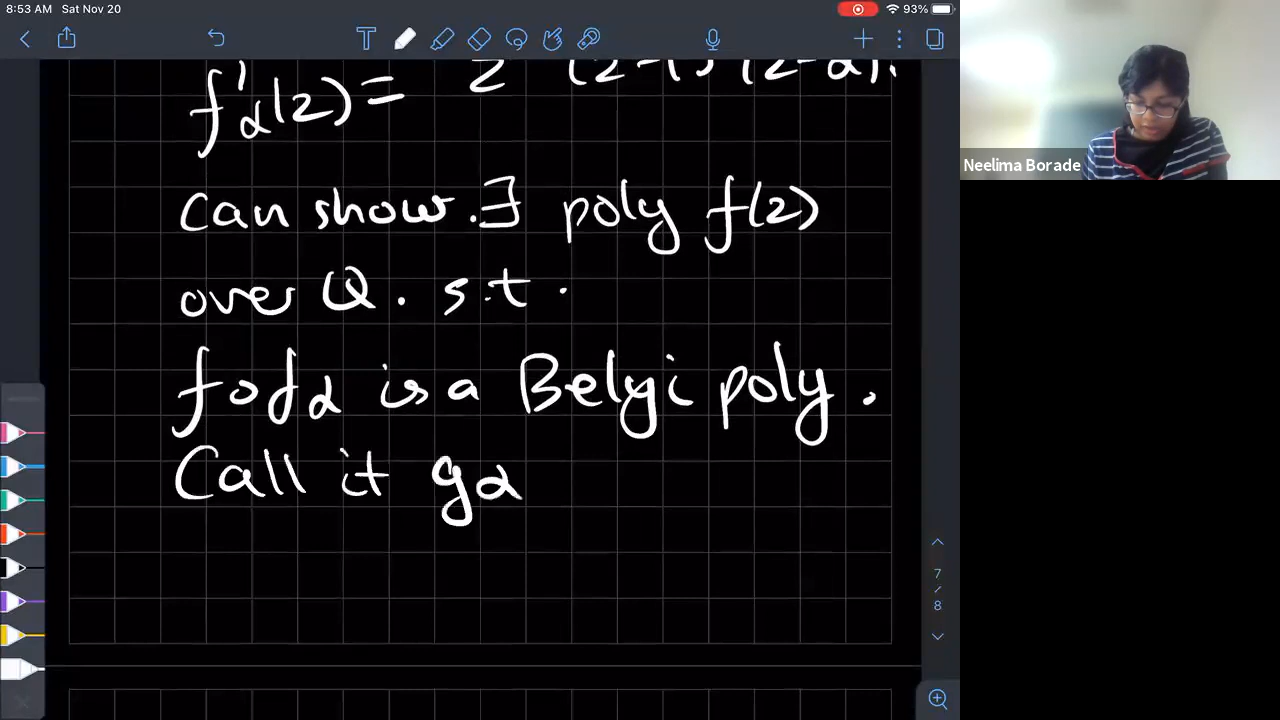 8:53 AM Sat Nov 20
93%
f'α(z)=
can show. ∃ poly f(z)
over Q. s.t.
fofα is a Belyi poly.
Call it gα
7
/
8
Neelima Borade